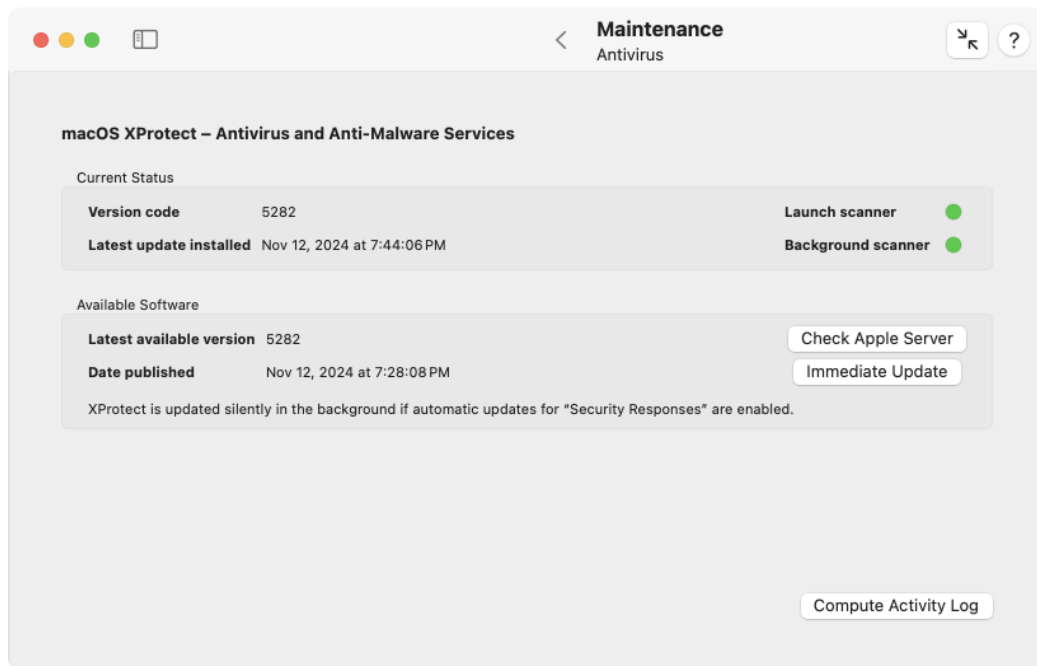 Maintenance
Antivirus
?
macOS XProtect – Antivirus and Anti-Malware Services
Current Status
Version code 5282 Launch scanner
Latest update installed Nov 12, 2024 at 7:44:06 PM Background scanner
Available Software
Latest available version 5282 Check Apple Server
Date published Nov 12, 2024 at 7:28:08 PM Immediate Update
XProtect is updated silently in the background if automatic updates for “Security Responses” are enabled.
Compute Activity Log